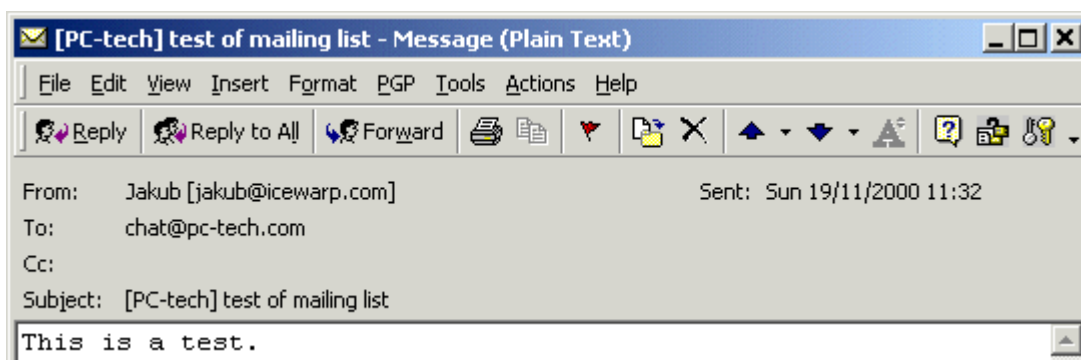 [PC-tech] test of mailing list - Message (Plain Text)
File Edit View Insert Format PGP Tools Actions Help
Reply Reply to All Forward
From: Jakub [jakub@icewarp.com] Sent: Sun 19/11/2000 11:32
To: chat@pc-tech.com
Cc:
Subject: [PC-tech] test of mailing list
This is a test.